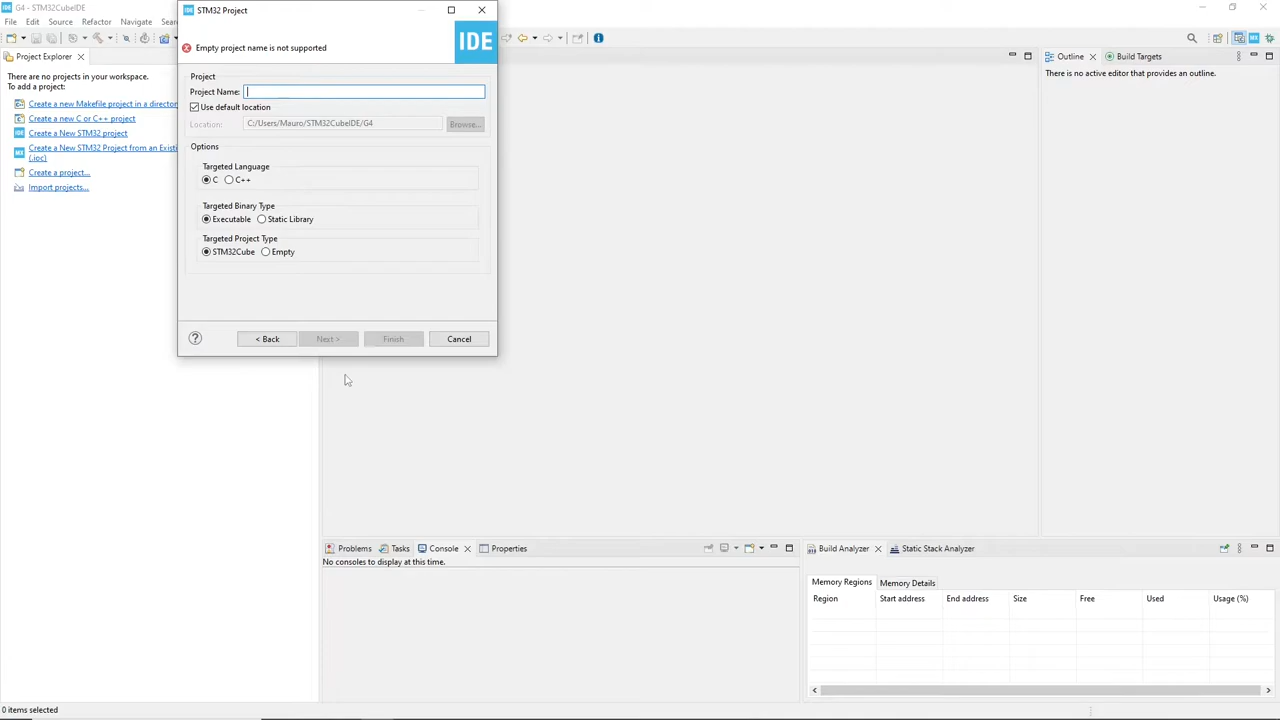 G4 - STM32CubeIDE
File Edit Source Refactor Navigate Sear
Project Explorer
There are no projects in your workspace.
To add a project:
Create a new Makefile project in a director
Create a new C or C++ project
Create a New STM32 project
Create a New STM32 Project from an Existi
(.ioc)
Create a project...
Import projects...
STM32 Project
Empty project name is not supported
IDE
Project
Project Name:
Use default location
Location: C:/Users/Mauro/STM32CubeIDE/G4 Browse...
Options
Targeted Language
C C++
Targeted Binary Type
Executable Static Library
Targeted Project Type
STM32Cube Empty
? < Back Next > Finish Cancel
Outline Build Targets
There is no active editor that provides an outline.
Problems Tasks Console Properties
No consoles to display at this time.
Build Analyzer Static Stack Analyzer
Memory Regions Memory Details
Region Start address End address Size Free Used Usage (%)
0 items selected